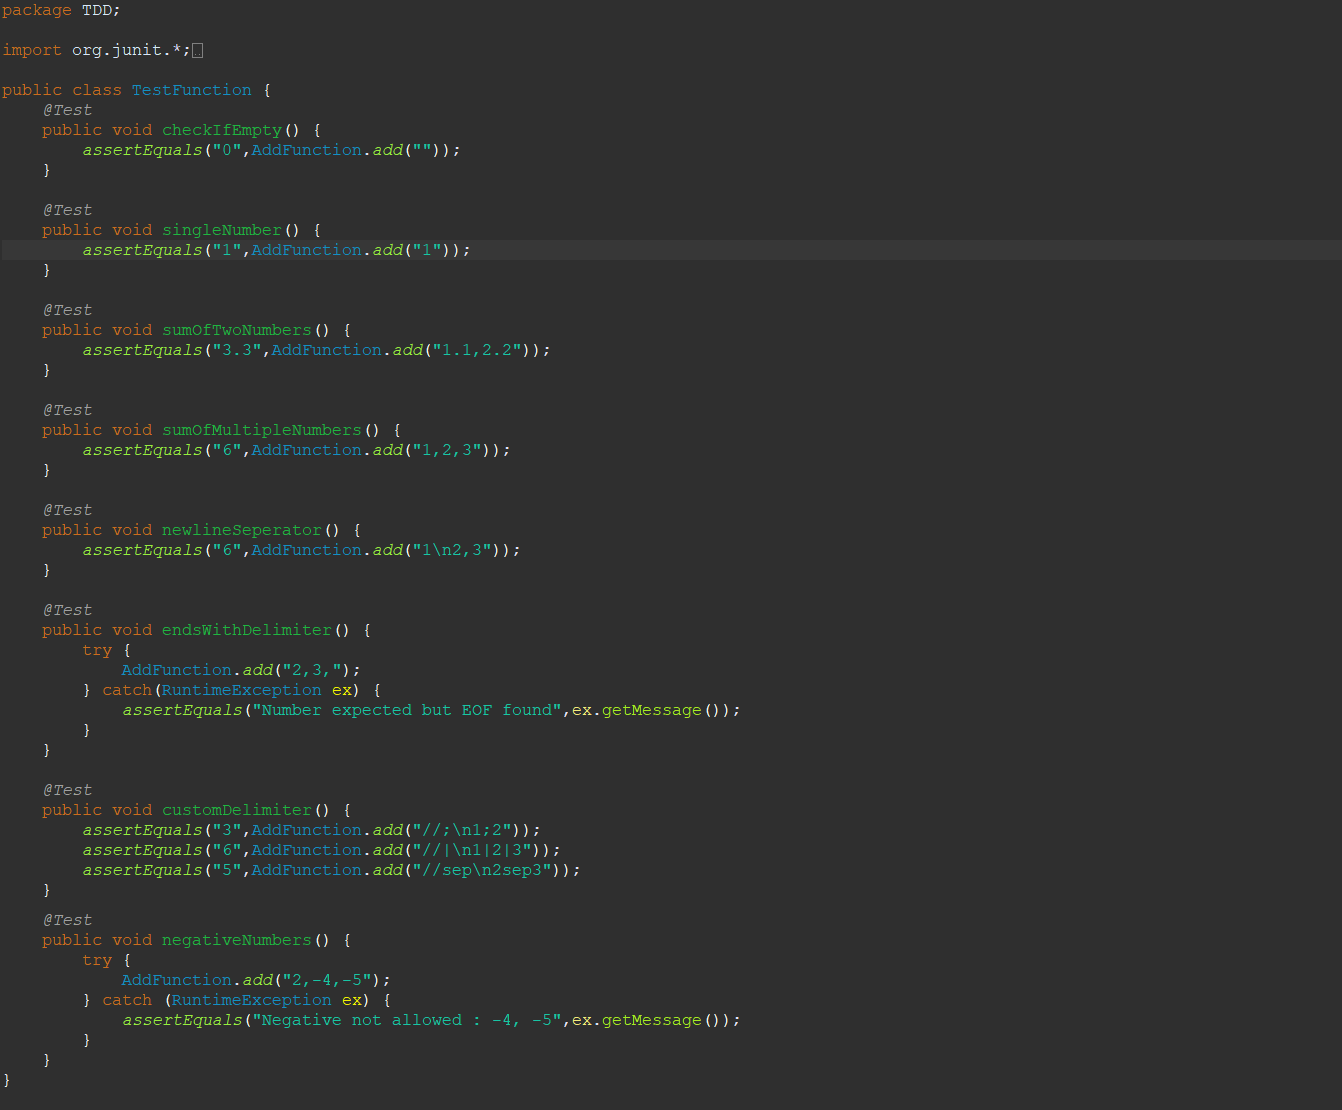 package TDD;
import org.junit.*;
public class TestFunction {
@Test
public void checkIfEmpty() {
assertEquals("0",AddFunction.add(""));
}
@Test
public void singleNumber() {
assertEquals("1",AddFunction.add("1"));
}
@Test
public void sumOfTwoNumbers() {
assertEquals("3.3",AddFunction.add("1.1,2.2"));
}
@Test
public void sumOfMultipleNumbers() {
assertEquals("6",AddFunction.add("1,2,3"));
}
@Test
public void newlineSeperator() {
assertEquals("6",AddFunction.add("1\n2,3"));
}
@Test
public void endsWithDelimiter() {
try {
AddFunction.add("2,3,");
} catch(RuntimeException ex) {
assertEquals("Number expected but EOF found",ex.getMessage());
}
}
@Test
public void customDelimiter() {
assertEquals("3",AddFunction.add("//;\n1;2"));
assertEquals("6",AddFunction.add("//|\n1|2|3"));
assertEquals("5",AddFunction.add("//sep\n2sep3"));
}
@Test
public void negativeNumbers() {
try {
AddFunction.add("2,-4,-5");
} catch (RuntimeException ex) {
assertEquals("Negative not allowed : -4, -5",ex.getMessage());
}
}
}